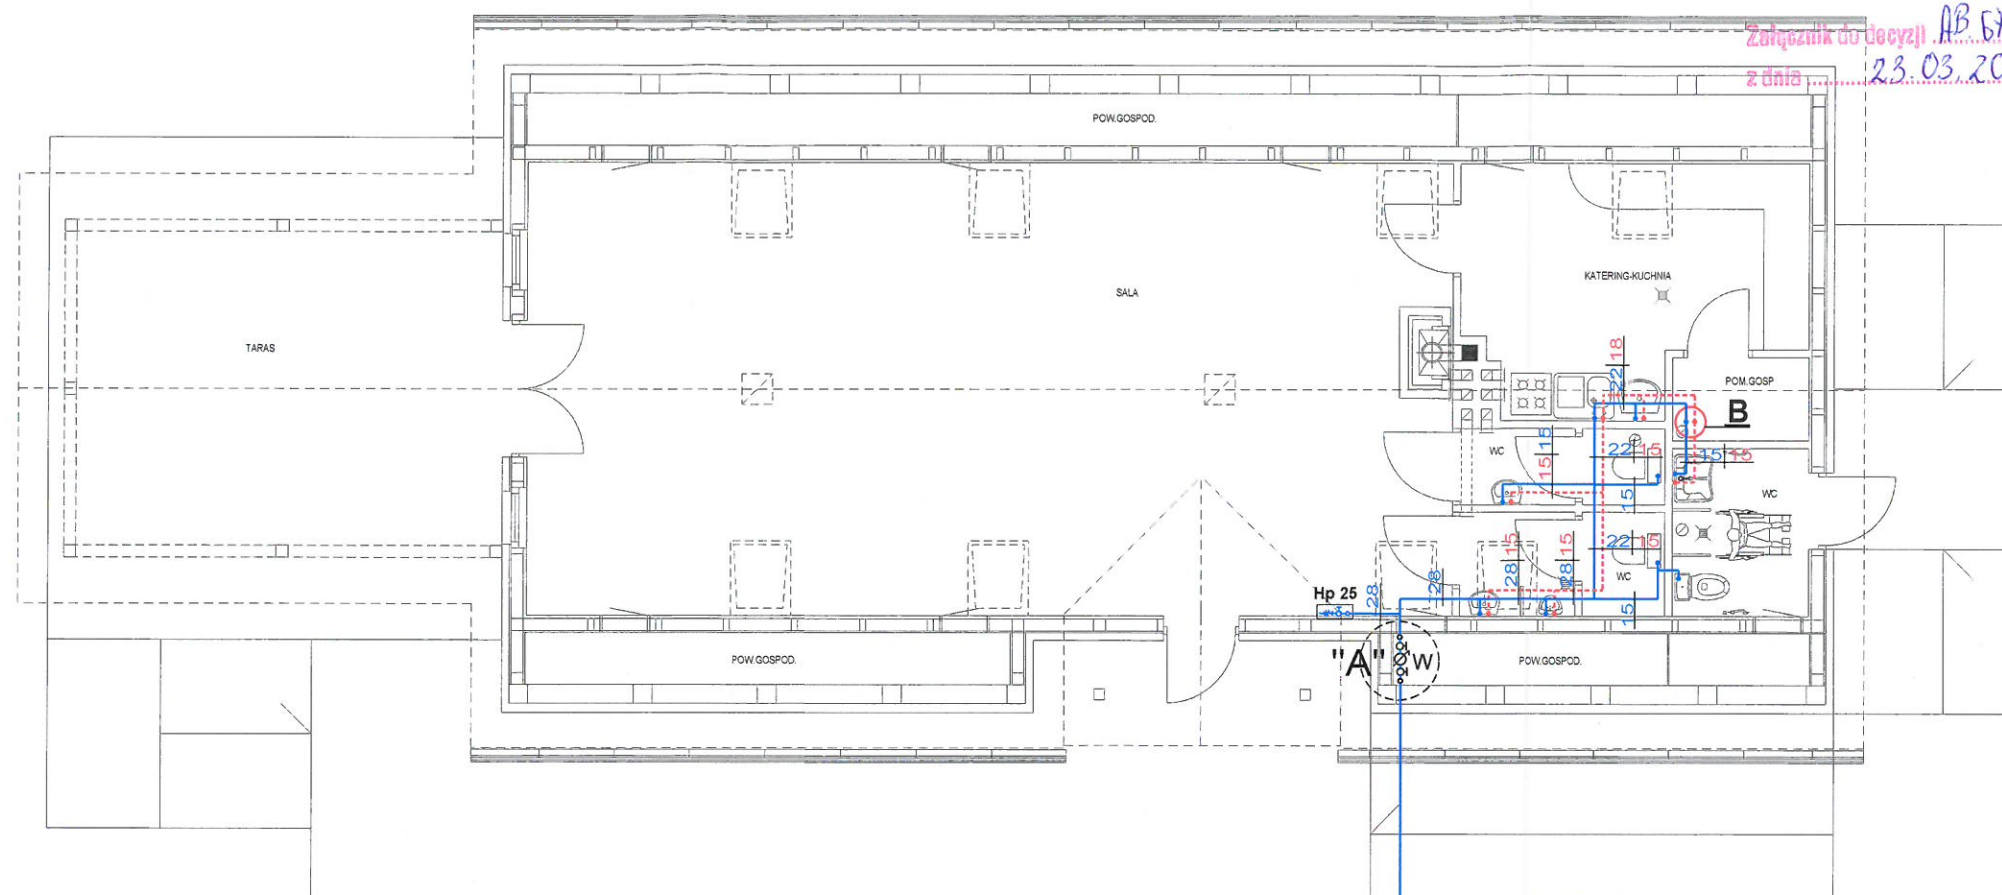 Załącznik do decyzji AB.
z dnia 23.03.20
POW.GOSPOD.
SALA
KATERING-KUCHNIA
TARAS
18
22
POM.GOSP
B
WC
15
15
22 15
15 15
WC
15
22 15
15
15
28
28
WC
15
Hp 25
28
28
"A"
W
POW.GOSPOD.
POW.GOSPOD.